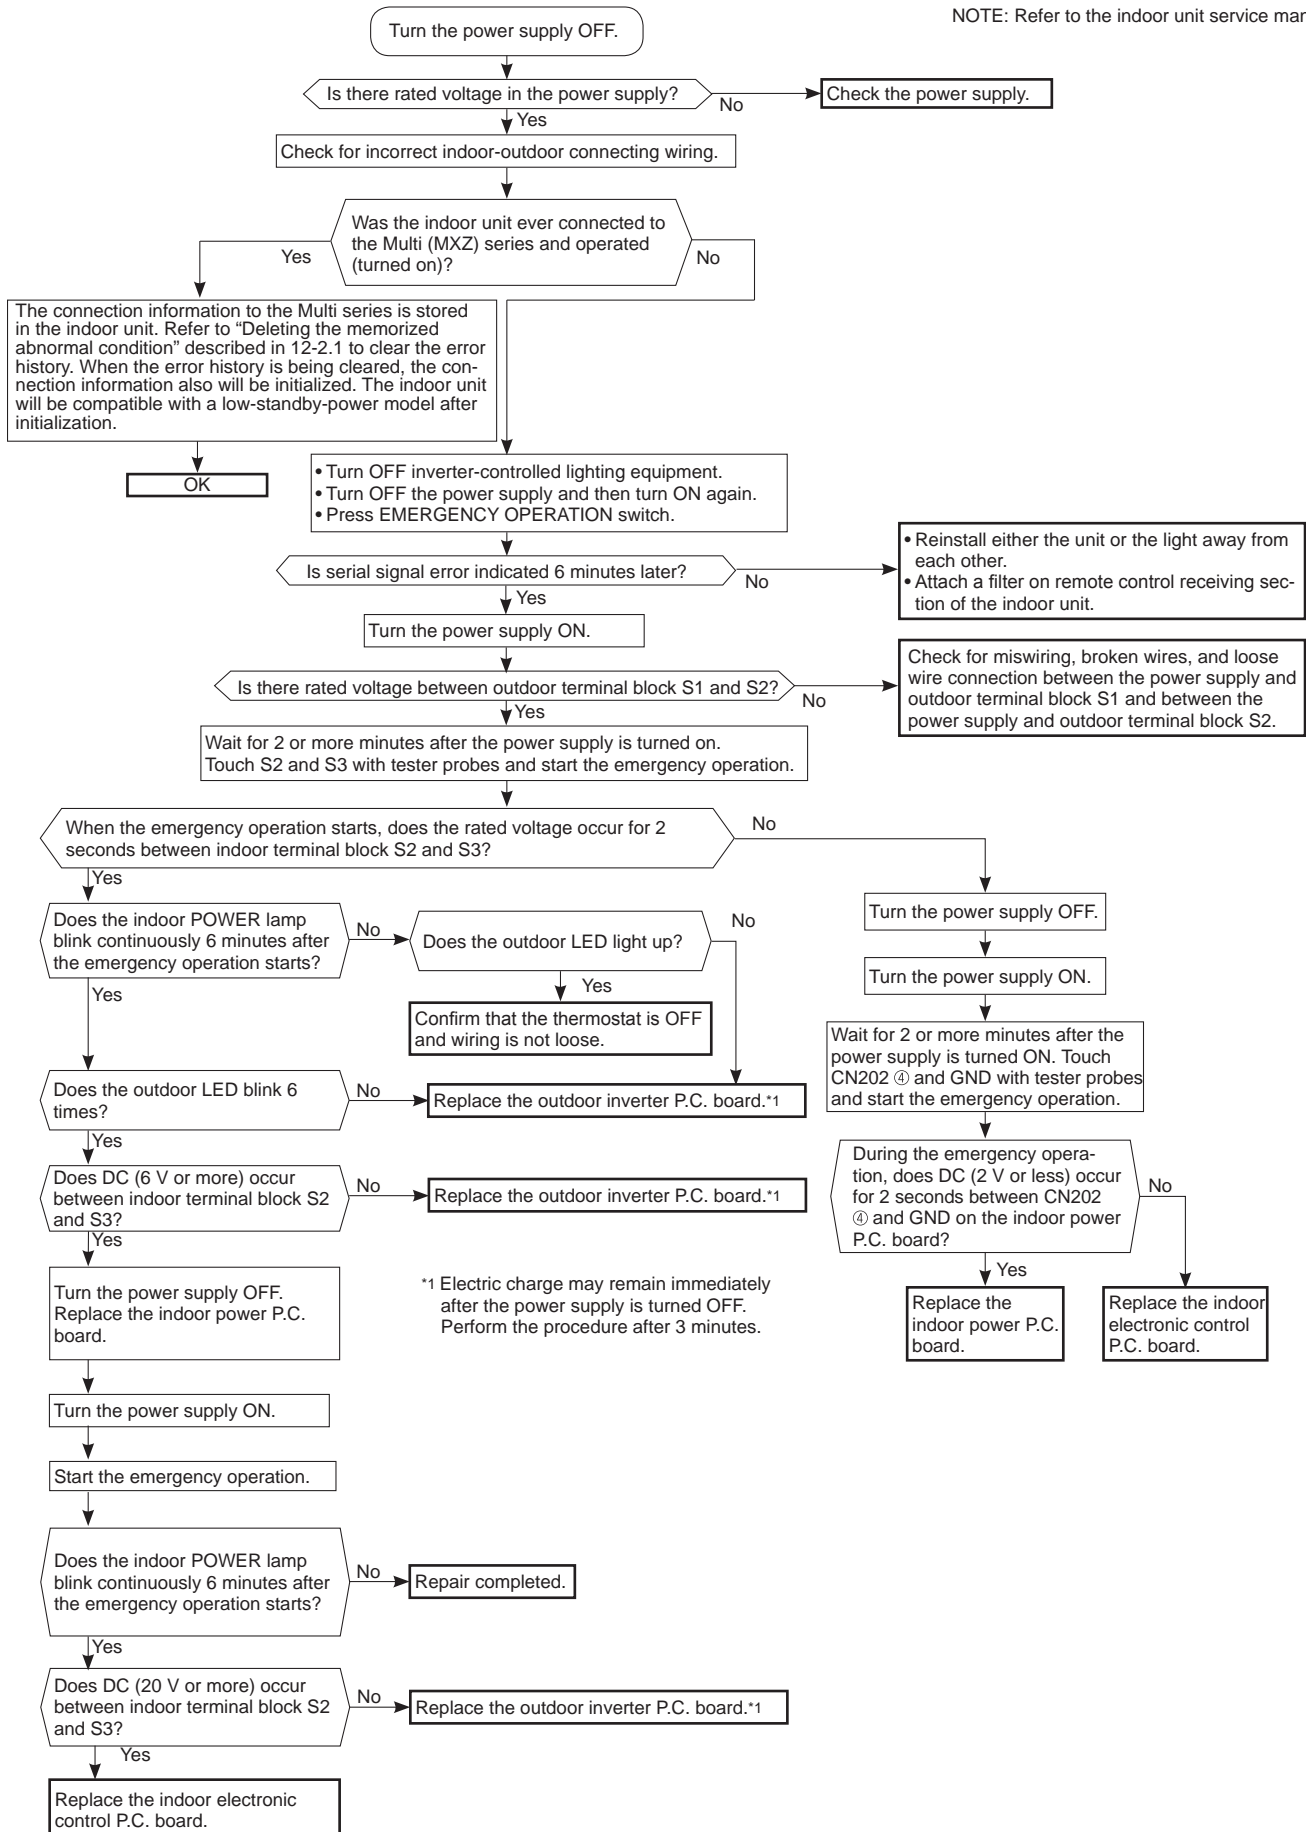 NOTE: Refer to the indoor unit service man
Turn the power supply OFF.
Is there rated voltage in the power supply?
No
Check the power supply.
Yes
Check for incorrect indoor-outdoor connecting wiring.
Was the indoor unit ever connected to
the Multi (MXZ) series and operated
(turned on)?
Yes
No
The connection information to the Multi series is stored
in the indoor unit. Refer to “Deleting the memorized
abnormal condition” described in 12-2.1 to clear the error
history. When the error history is being cleared, the con-
nection information also will be initialized. The indoor unit
will be compatible with a low-standby-power model after
initialization.
OK
• Turn OFF inverter-controlled lighting equipment.
• Turn OFF the power supply and then turn ON again.
• Press EMERGENCY OPERATION switch.
Is serial signal error indicated 6 minutes later?
No
• Reinstall either the unit or the light away from
each other.
• Attach a filter on remote control receiving sec-
tion of the indoor unit.
Yes
Turn the power supply ON.
Is there rated voltage between outdoor terminal block S1 and S2?
No
Check for miswiring, broken wires, and loose
wire connection between the power supply and
outdoor terminal block S1 and between the
power supply and outdoor terminal block S2.
Yes
Wait for 2 or more minutes after the power supply is turned on.
Touch S2 and S3 with tester probes and start the emergency operation.
When the emergency operation starts, does the rated voltage occur for 2
seconds between indoor terminal block S2 and S3?
No
Yes
Does the indoor POWER lamp
blink continuously 6 minutes after
the emergency operation starts?
No
Does the outdoor LED light up?
No
Yes
Confirm that the thermostat is OFF
and wiring is not loose.
Yes
Does the outdoor LED blink 6
times?
No
Replace the outdoor inverter P.C. board.*1
Yes
Does DC (6 V or more) occur
between indoor terminal block S2
and S3?
No
Replace the outdoor inverter P.C. board.*1
Yes
Turn the power supply OFF.
Replace the indoor power P.C.
board.
*1 Electric charge may remain immediately
after the power supply is turned OFF.
Perform the procedure after 3 minutes.
Turn the power supply ON.
Start the emergency operation.
Does the indoor POWER lamp
blink continuously 6 minutes after
the emergency operation starts?
No
Repair completed.
Yes
Does DC (20 V or more) occur
between indoor terminal block S2
and S3?
No
Replace the outdoor inverter P.C. board.*1
Yes
Replace the indoor electronic
control P.C. board.
Turn the power supply OFF.
Turn the power supply ON.
Wait for 2 or more minutes after the
power supply is turned ON. Touch
CN202 ④ and GND with tester probes
and start the emergency operation.
During the emergency opera-
tion, does DC (2 V or less) occur
for 2 seconds between CN202
④ and GND on the indoor power
P.C. board?
No
Yes
Replace the
indoor power P.C.
board.
Replace the indoor
electronic control
P.C. board.